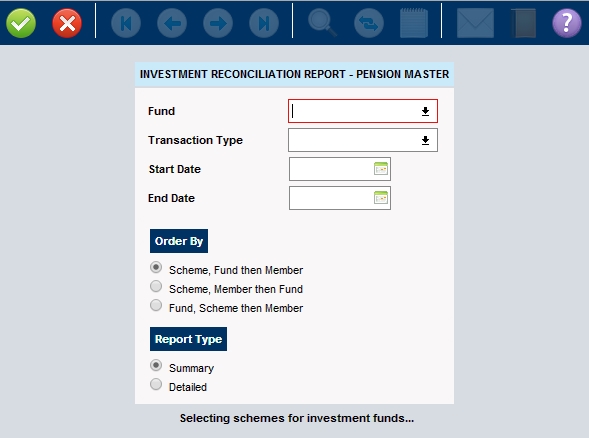 INVESTMENT RECONCILIATION REPORT - PENSION MASTER
Fund
Transaction Type
Start Date
End Date
Order By
Scheme, Fund then Member
Scheme, Member then Fund
Fund, Scheme then Member
Report Type
Summary
Detailed
Selecting schemes for investment funds...